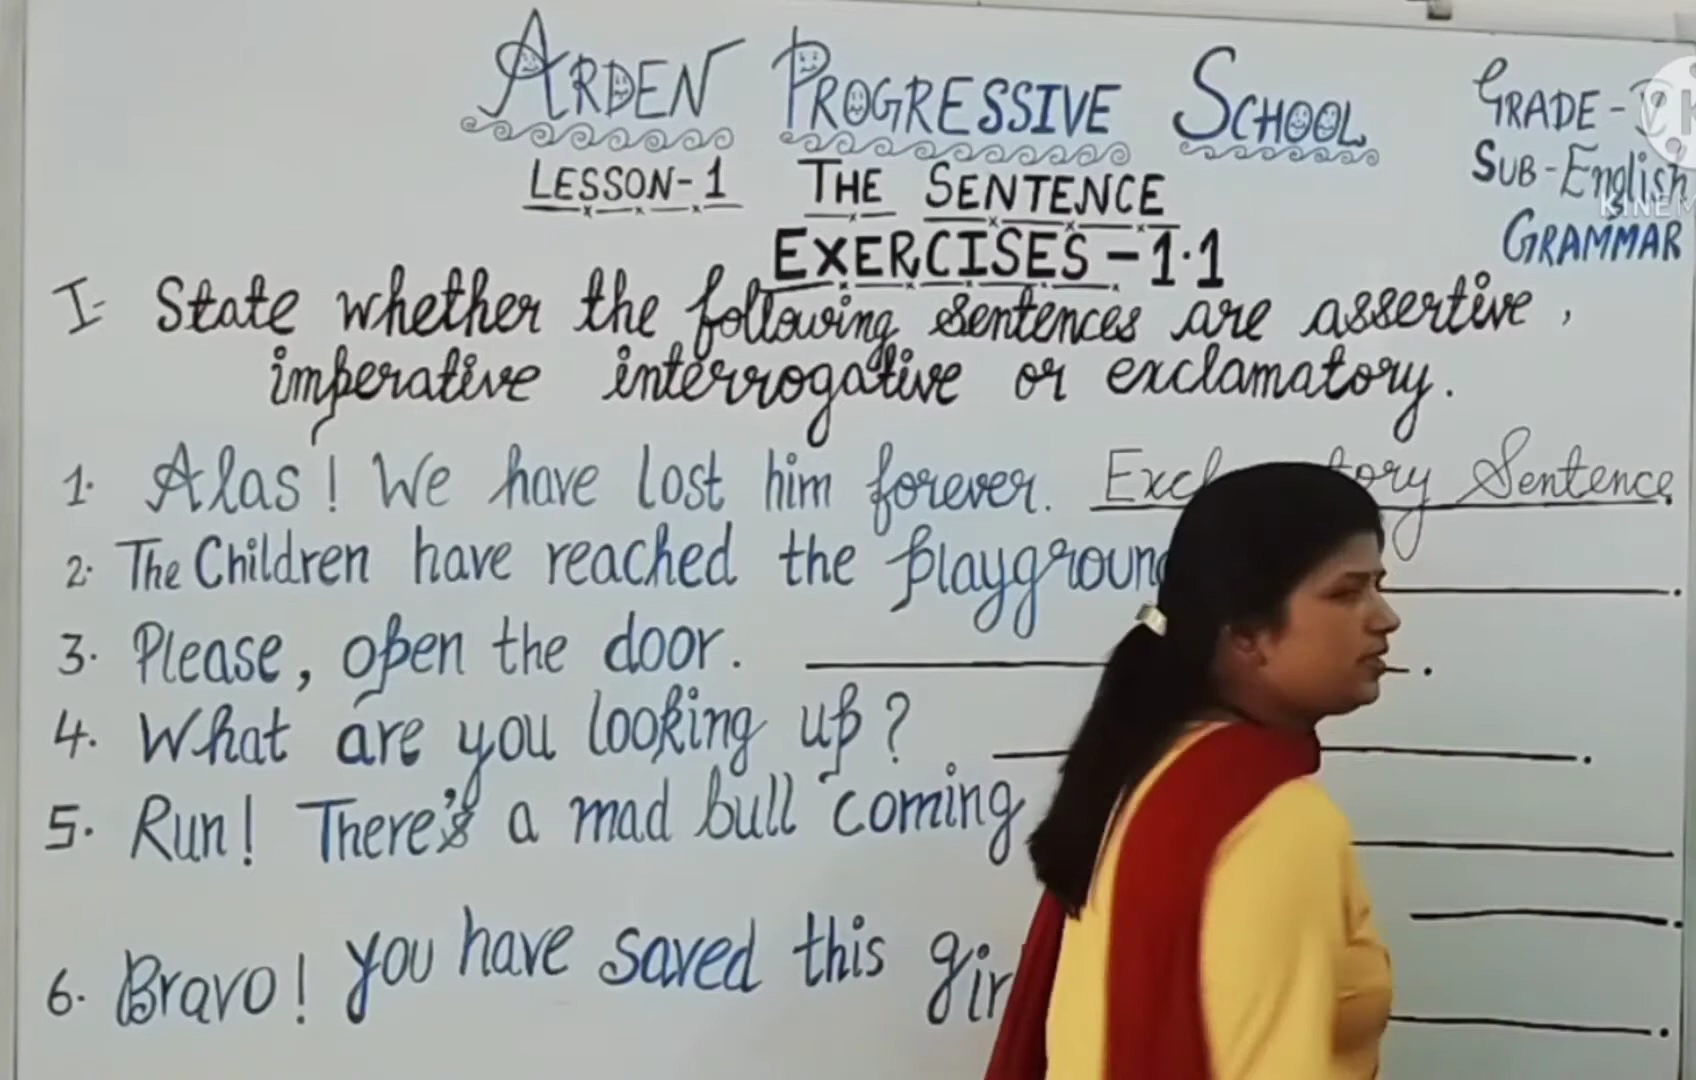 ARDEN PROGRESSIVE SCHOOL
GRADE -
SUB - English
GRAMMAR
LESSON - 1 THE SENTENCE
EXERCISES - 1.1
I- State whether the following sentences are assertive,
imperative interrogative or exclamatory.
1. Alas! We have lost him forever. Sentence.
2. The Children have reached the
3. Please, open the door.
4. What are you looking up?
5. Run! There's a mad bull coming
6. Bravo! you have saved this